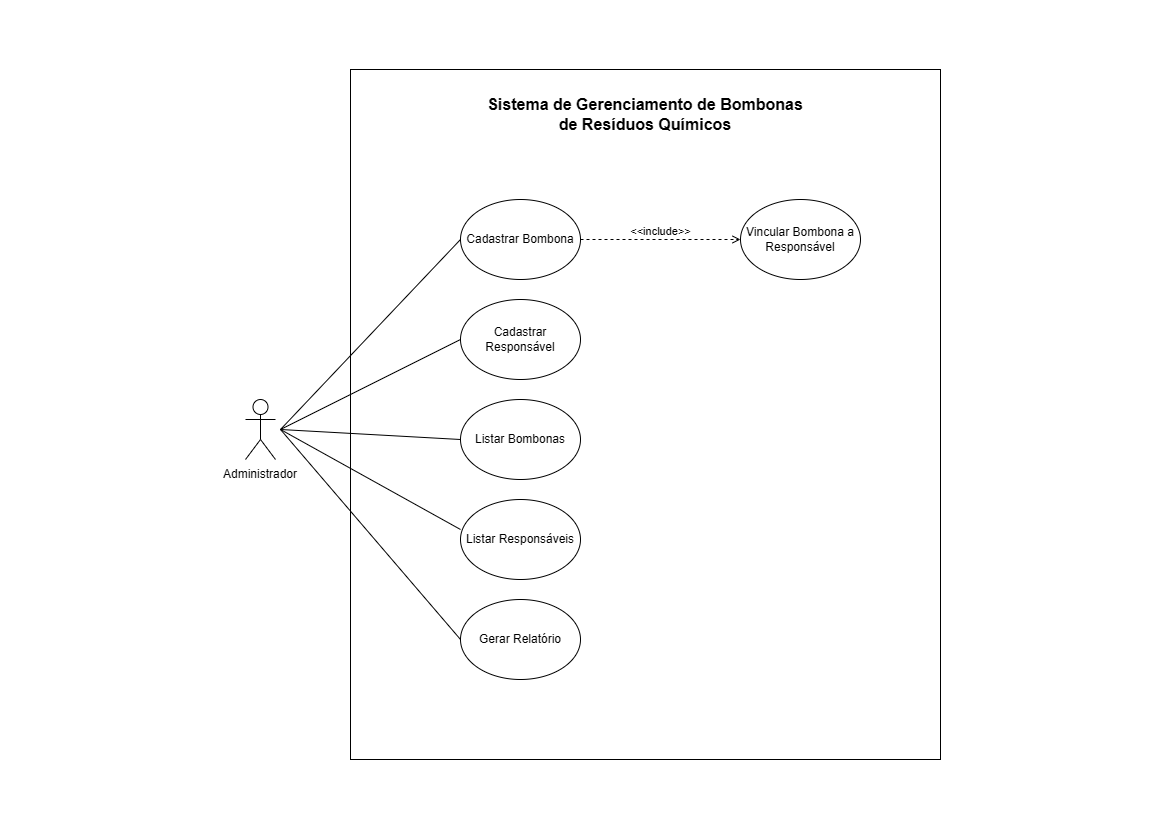 Sistema de Gerenciamento de Bombonas
de Resíduos Químicos
Cadastrar Bombona
<<include>>
Vincular Bombona a
Responsável
Cadastrar
Responsável
Administrador
Listar Bombonas
Listar Responsáveis
Gerar Relatório